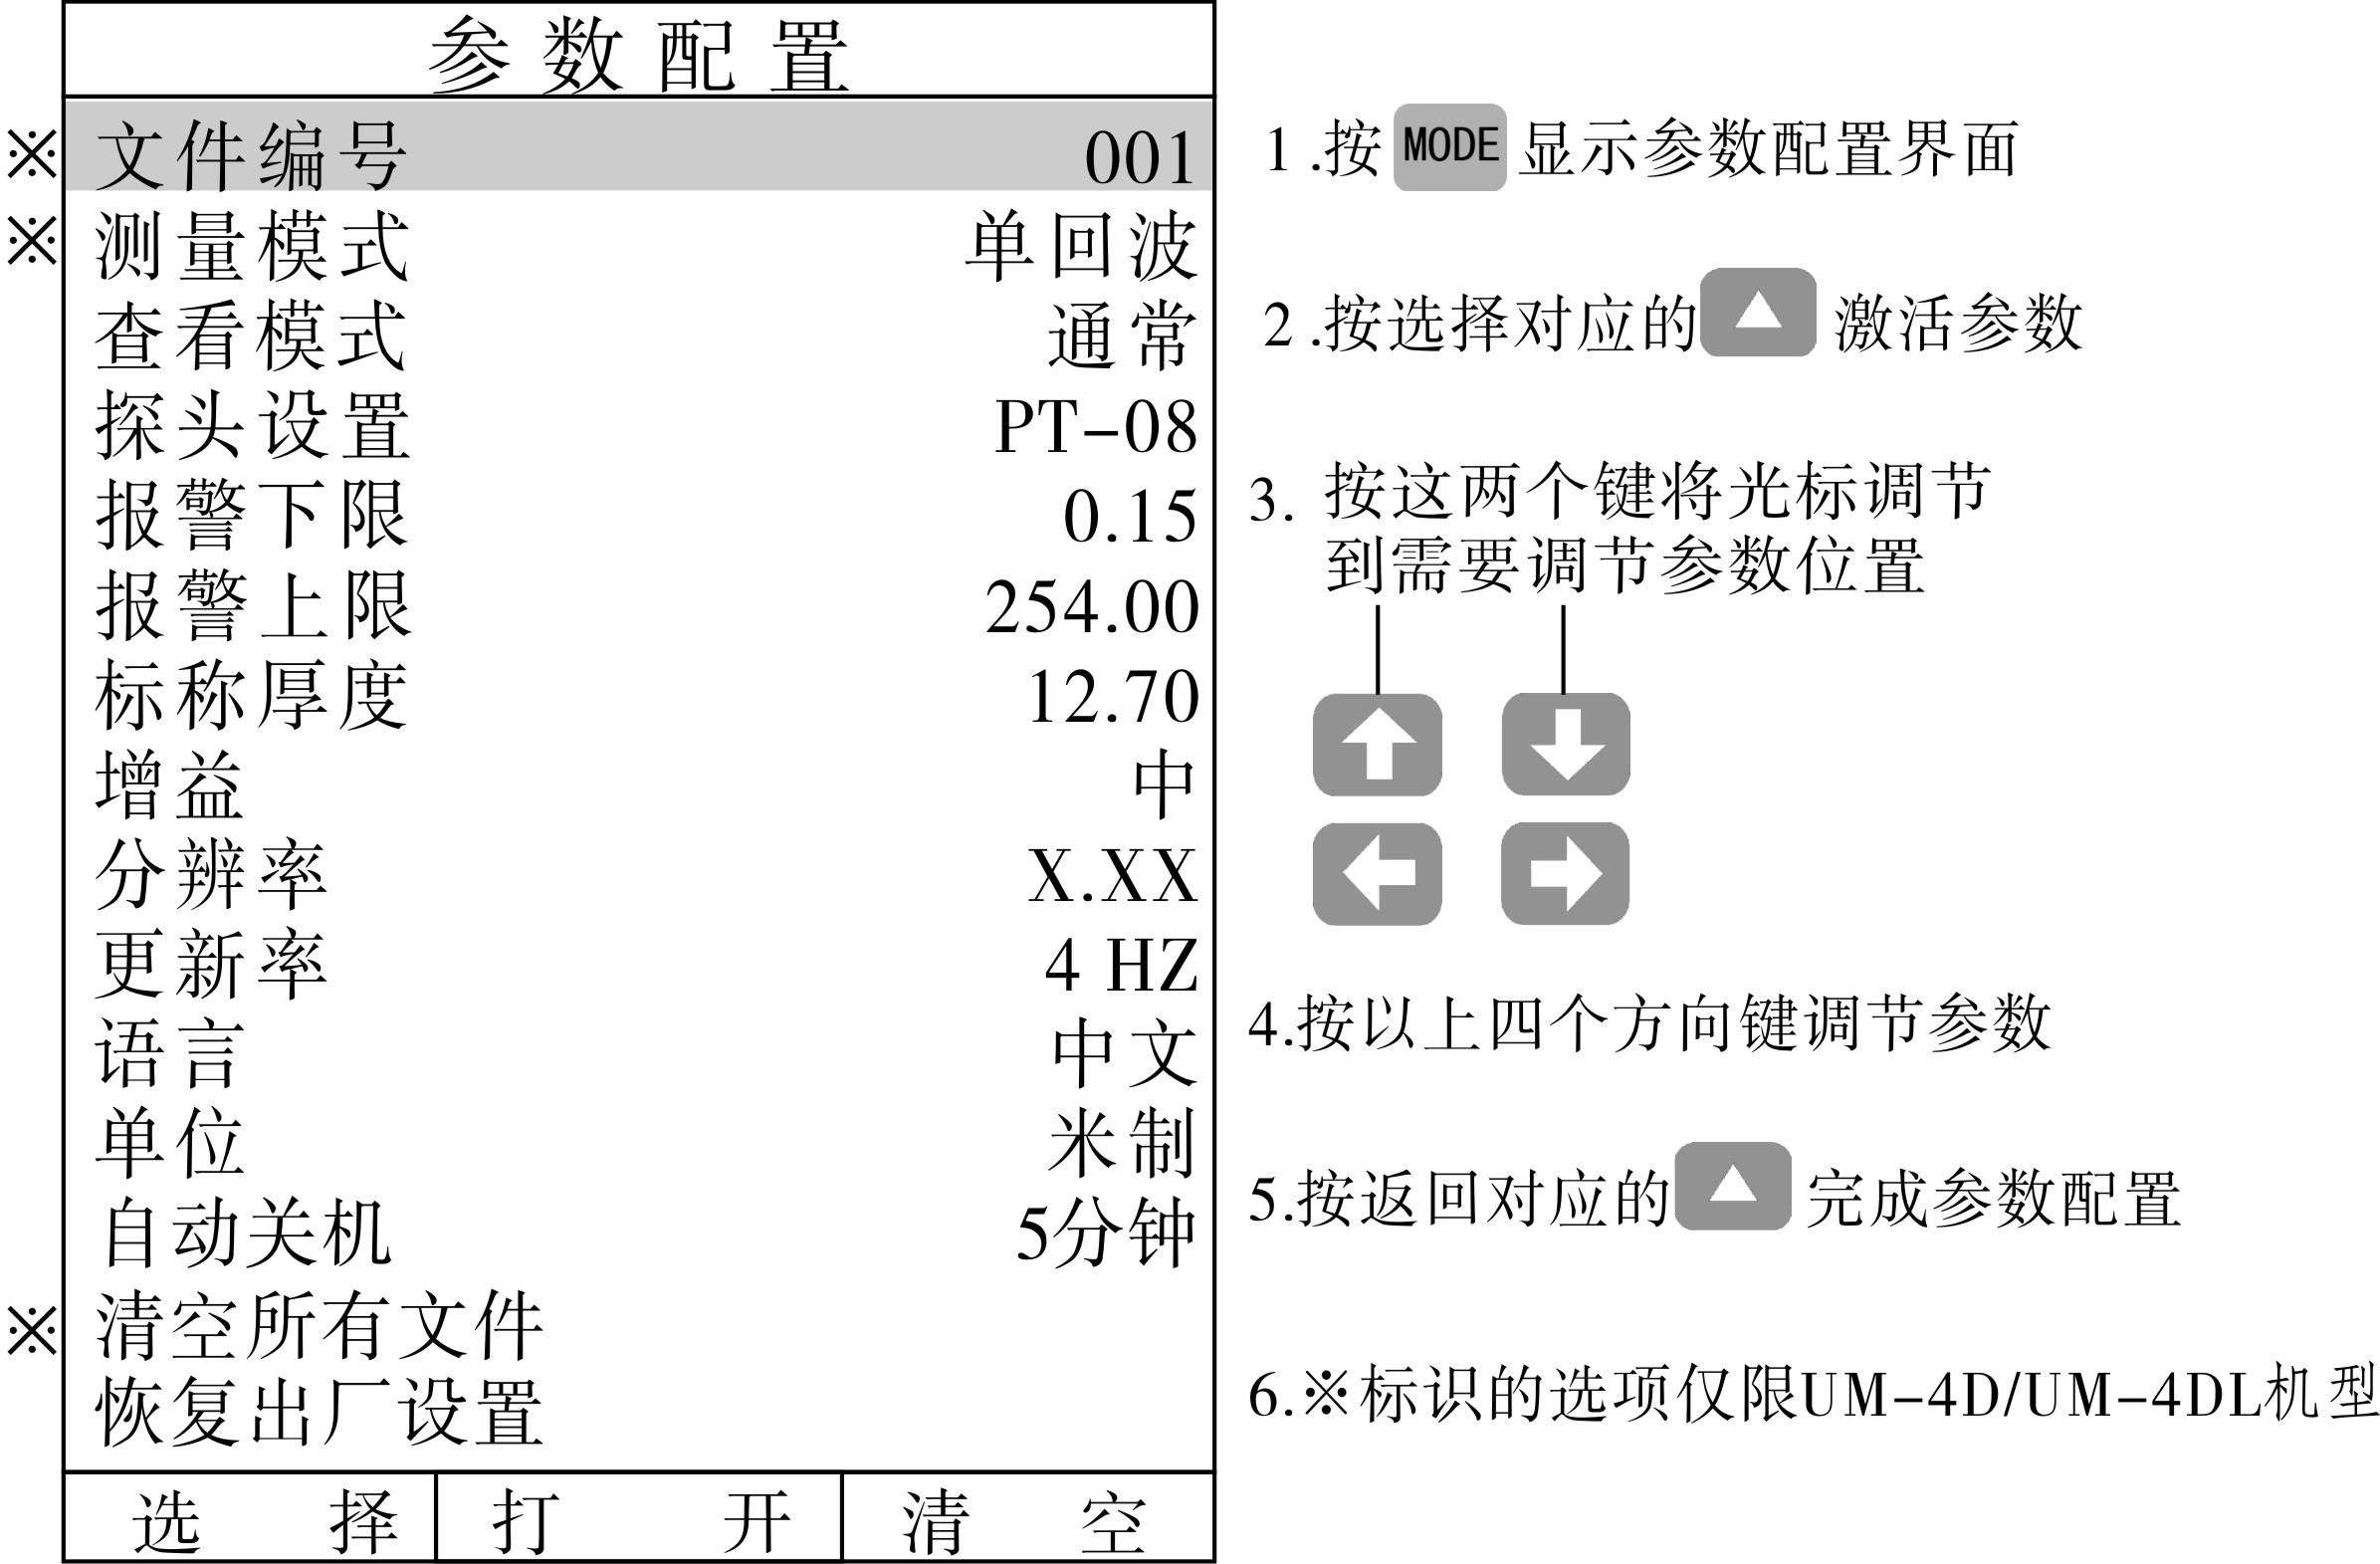 参数配置
※ 文件编号 001
※ 测量模式 单回波
查看模式 通常
探头设置 PT-08
报警下限 0.15
报警上限 254.00
标称厚度 12.70
增益 中
分辨率 X.XX
更新率 4 HZ
语言 中文
单位 米制
自动关机 5分钟
※ 清空所有文件
恢复出厂设置
选择 打开 清空
1.按 MODE 显示参数配置界面
2.按选择对应的 △ 激活参数
3. 按这两个键将光标调节
到需要调节参数位置
↑ ↓
← →
4.按以上四个方向键调节参数
5.按返回对应的 △ 完成参数配置
6.※标识的选项仅限UM-4D/UM-4DL机型